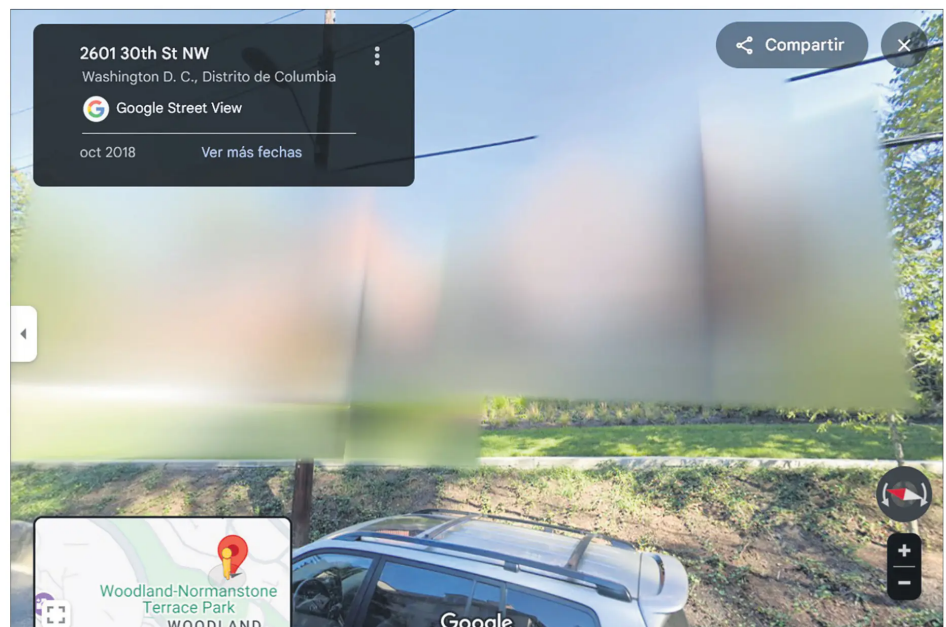 2601 30th St NW
Washington D. C., Distrito de Columbia
Google Street View
oct 2018
Ver más fechas
Compartir
Woodland-Normanstone
Terrace Park
WOODLAND
Google